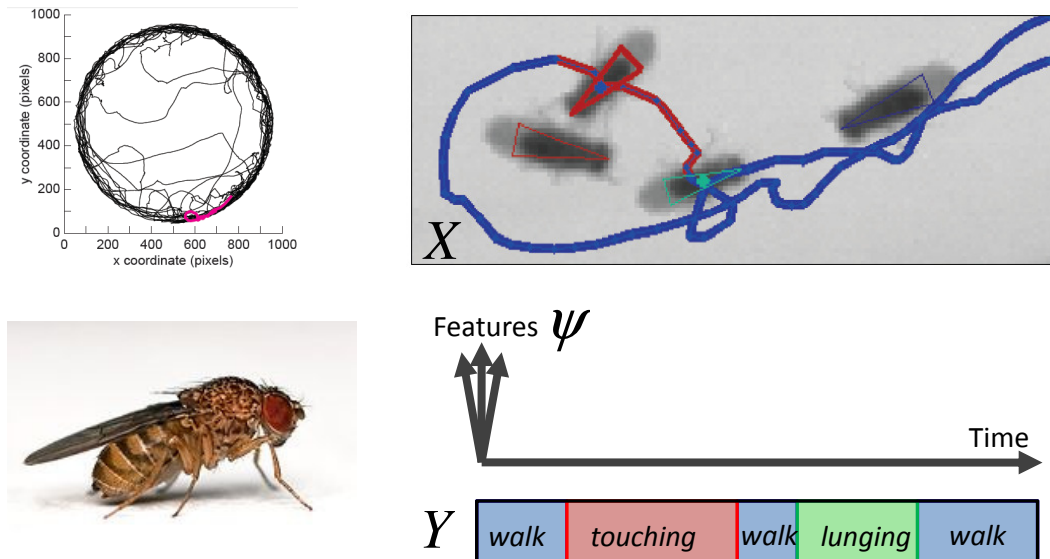 1000
800
600
400
200
0
y coordinate (pixels)
0 200 400 600 800 1000
x coordinate (pixels)
X
Features ψ
Time
Y walk touching walk lunging walk